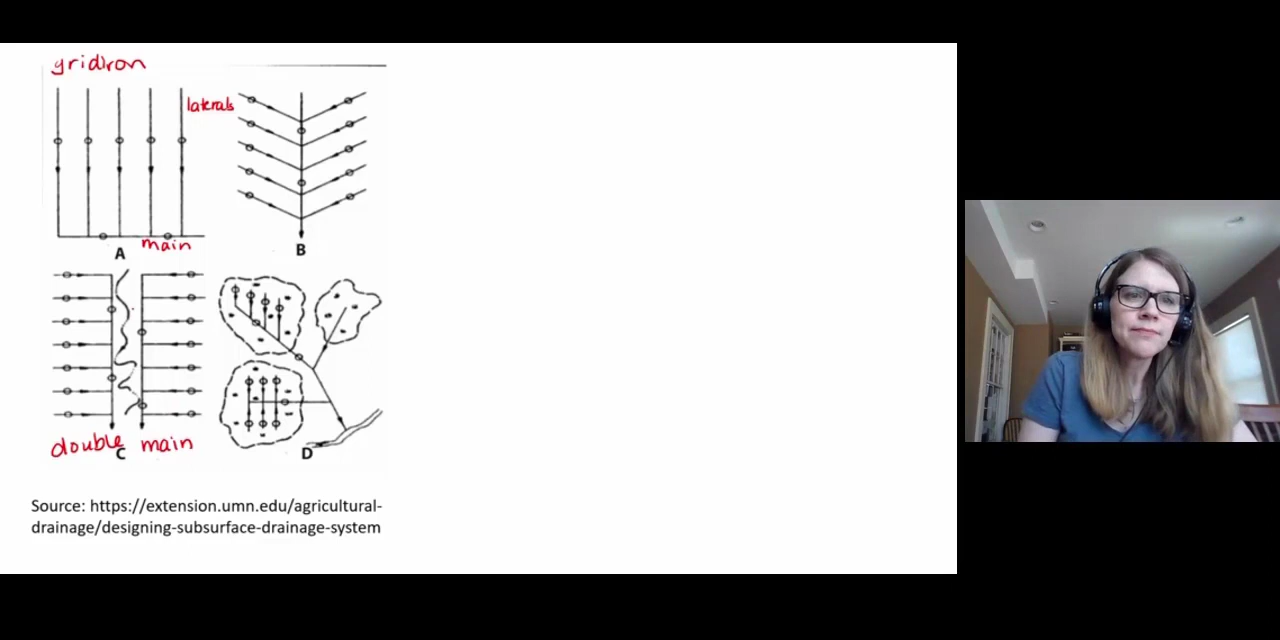 gridiron
laterals
main
A
B
double main
C
D
Source: https://extension.umn.edu/agricultural-
drainage/designing-subsurface-drainage-system